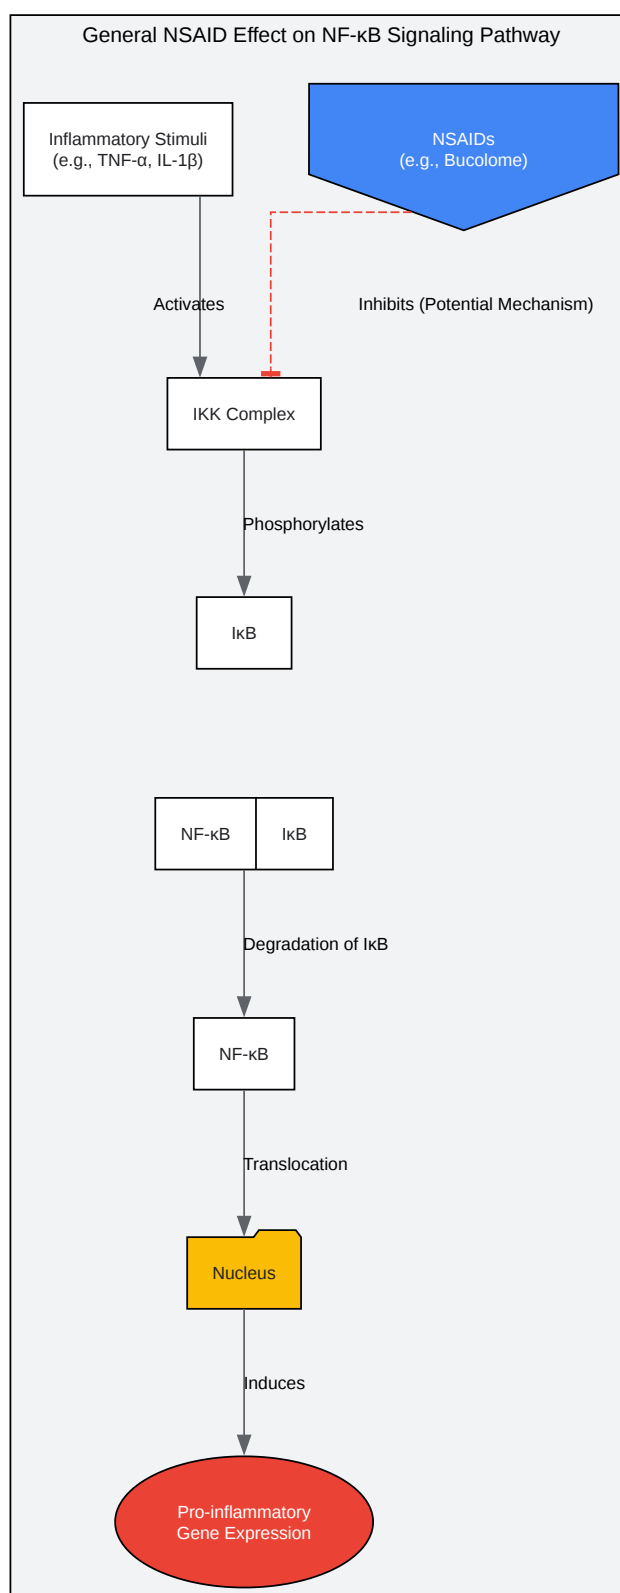 General NSAID Effect on NF-κB Signaling Pathway
Inflammatory Stimuli
(e.g., TNF-α, IL-1β)
NSAIDs
(e.g., Bucolome)
Activates
Inhibits (Potential Mechanism)
IKK Complex
Phosphorylates
IκB
NF-κB
IκB
Degradation of IκB
NF-κB
Translocation
Nucleus
Induces
Pro-inflammatory
Gene Expression